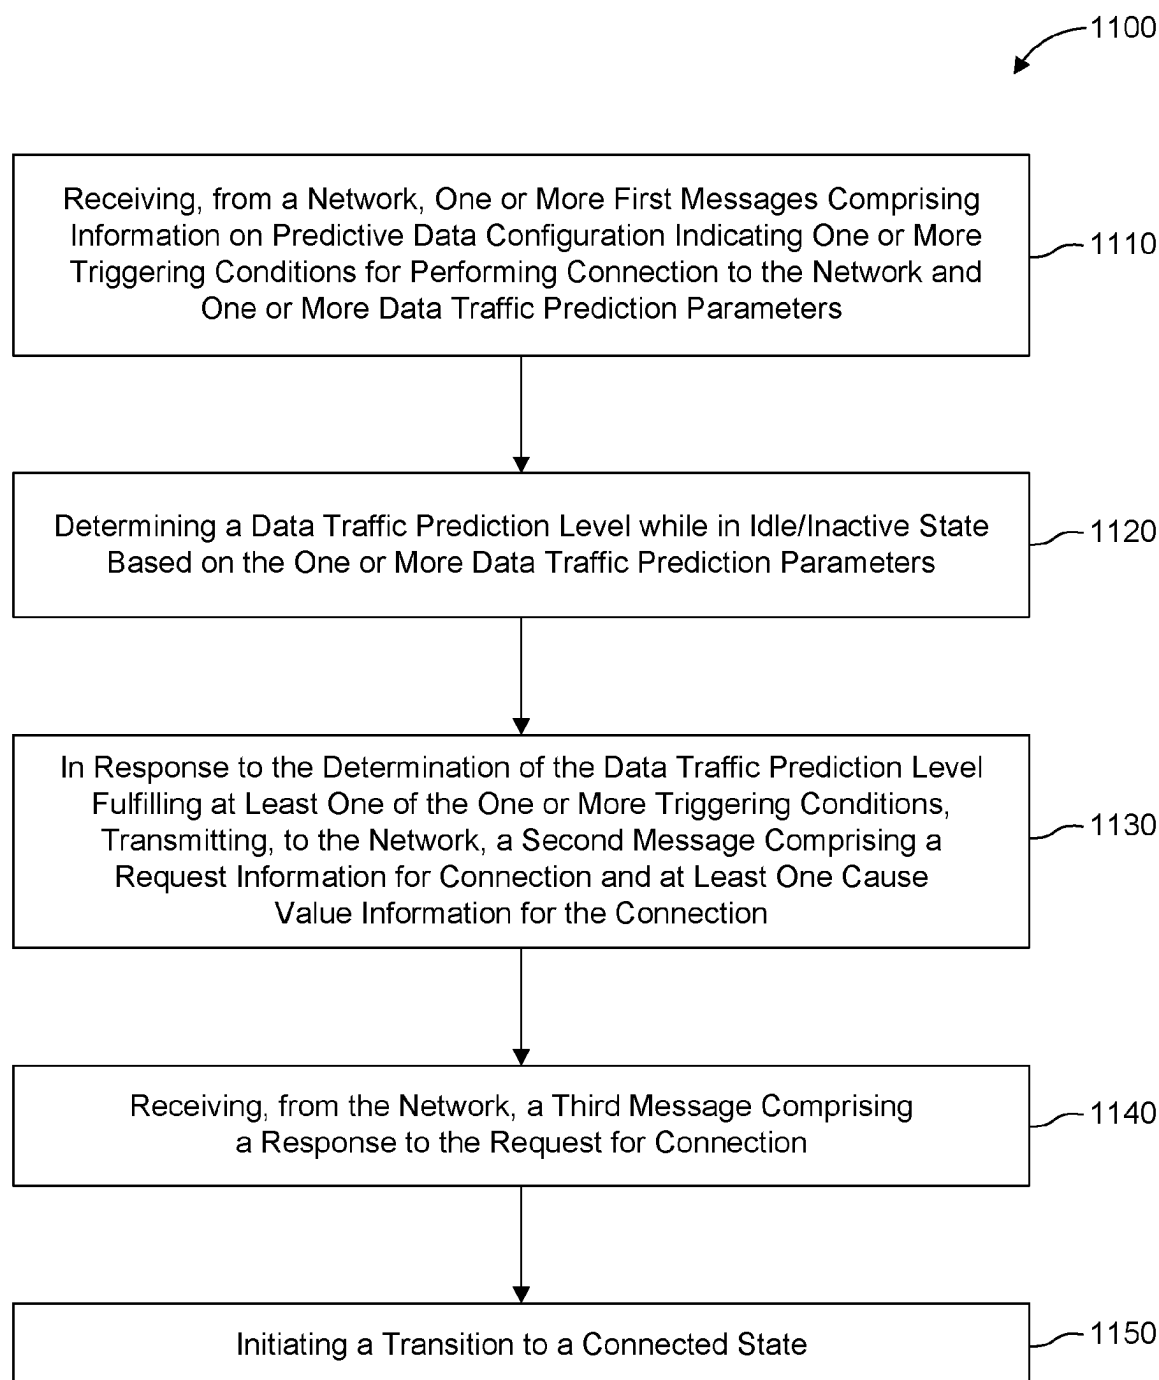 1100
Receiving, from a Network, One or More First Messages Comprising
Information on Predictive Data Configuration Indicating One or More
Triggering Conditions for Performing Connection to the Network and
One or More Data Traffic Prediction Parameters
1110
Determining a Data Traffic Prediction Level while in Idle/Inactive State
Based on the One or More Data Traffic Prediction Parameters
1120
In Response to the Determination of the Data Traffic Prediction Level
Fulfilling at Least One of the One or More Triggering Conditions,
Transmitting, to the Network, a Second Message Comprising a
Request Information for Connection and at Least One Cause
Value Information for the Connection
1130
Receiving, from the Network, a Third Message Comprising
a Response to the Request for Connection
1140
Initiating a Transition to a Connected State
1150